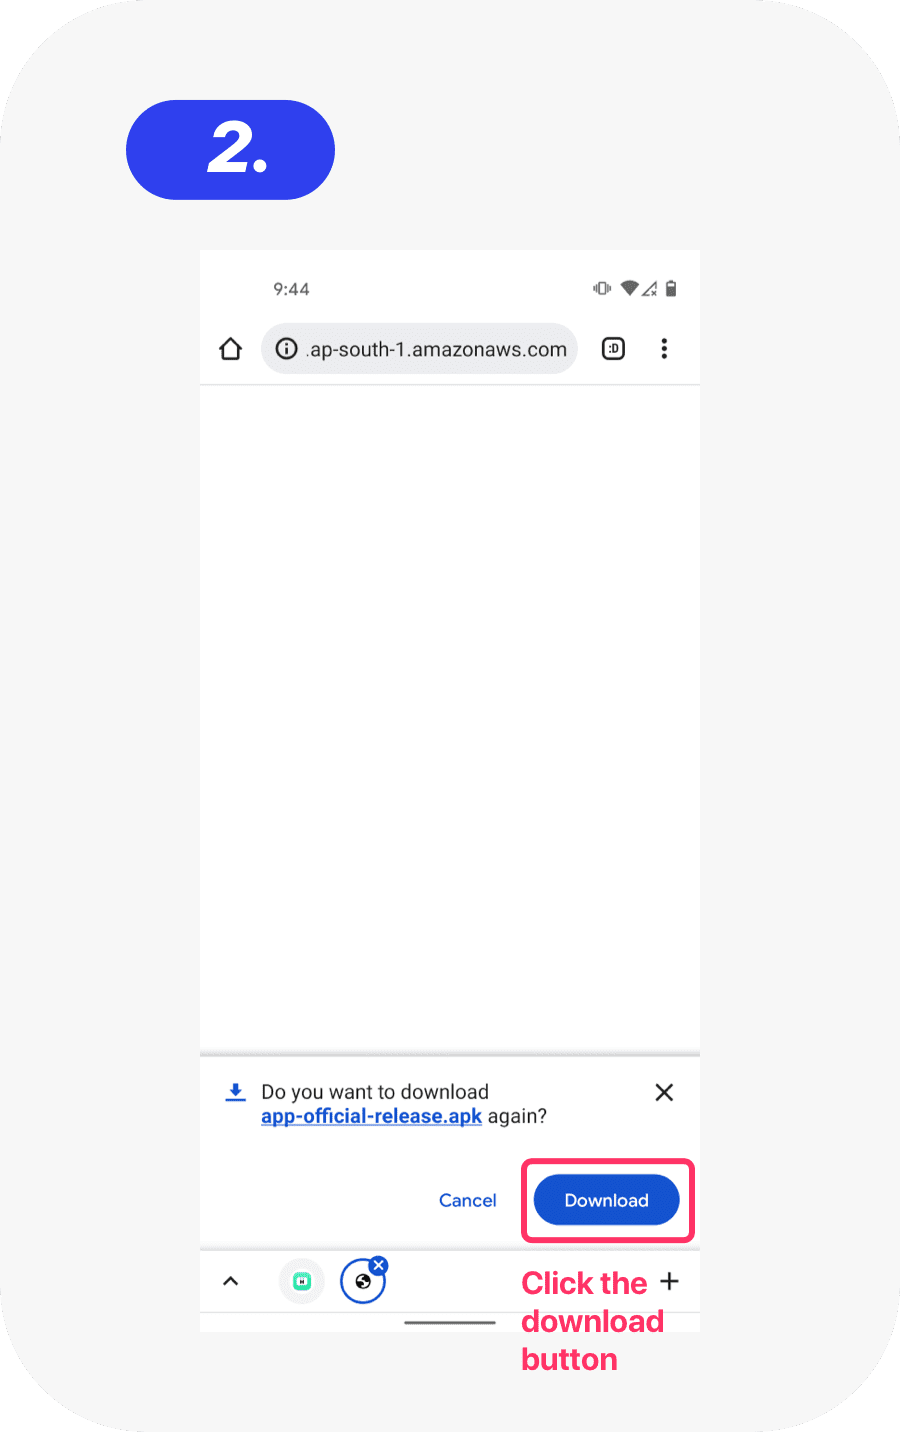 2.
9:44
.ap-south-1.amazonaws.com
:D
Do you want to download
app-official-release.apk again?
Cancel
Download
H
Click the
download
button